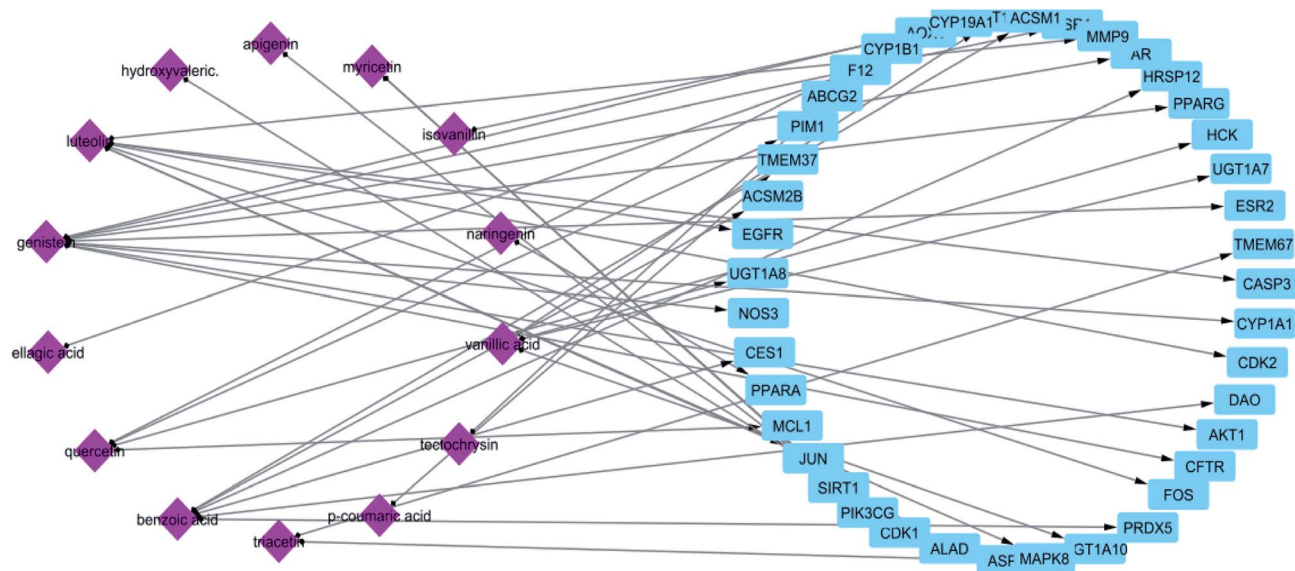 apigenin
hydroxyvaleric.
myricetin
luteolin
isovanillin
genistein
naringenin
ellagic acid
vanillic acid
quercetin
tectochrysin
benzoic acid
p-coumaric acid
triacetin
CYP19A1
ACSM1
MMP9
CYP1B1
AR
F12
HRSP12
ABCG2
PPARG
PIM1
HCK
TMEM37
UGT1A7
ACSM2B
ESR2
EGFR
TMEM67
UGT1A8
CASP3
NOS3
CYP1A1
CES1
CDK2
PPARA
DAO
MCL1
AKT1
JUN
CFTR
SIRT1
FOS
PIK3CG
PRDX5
CDK1
ALAD
MAPK8
GT1A10